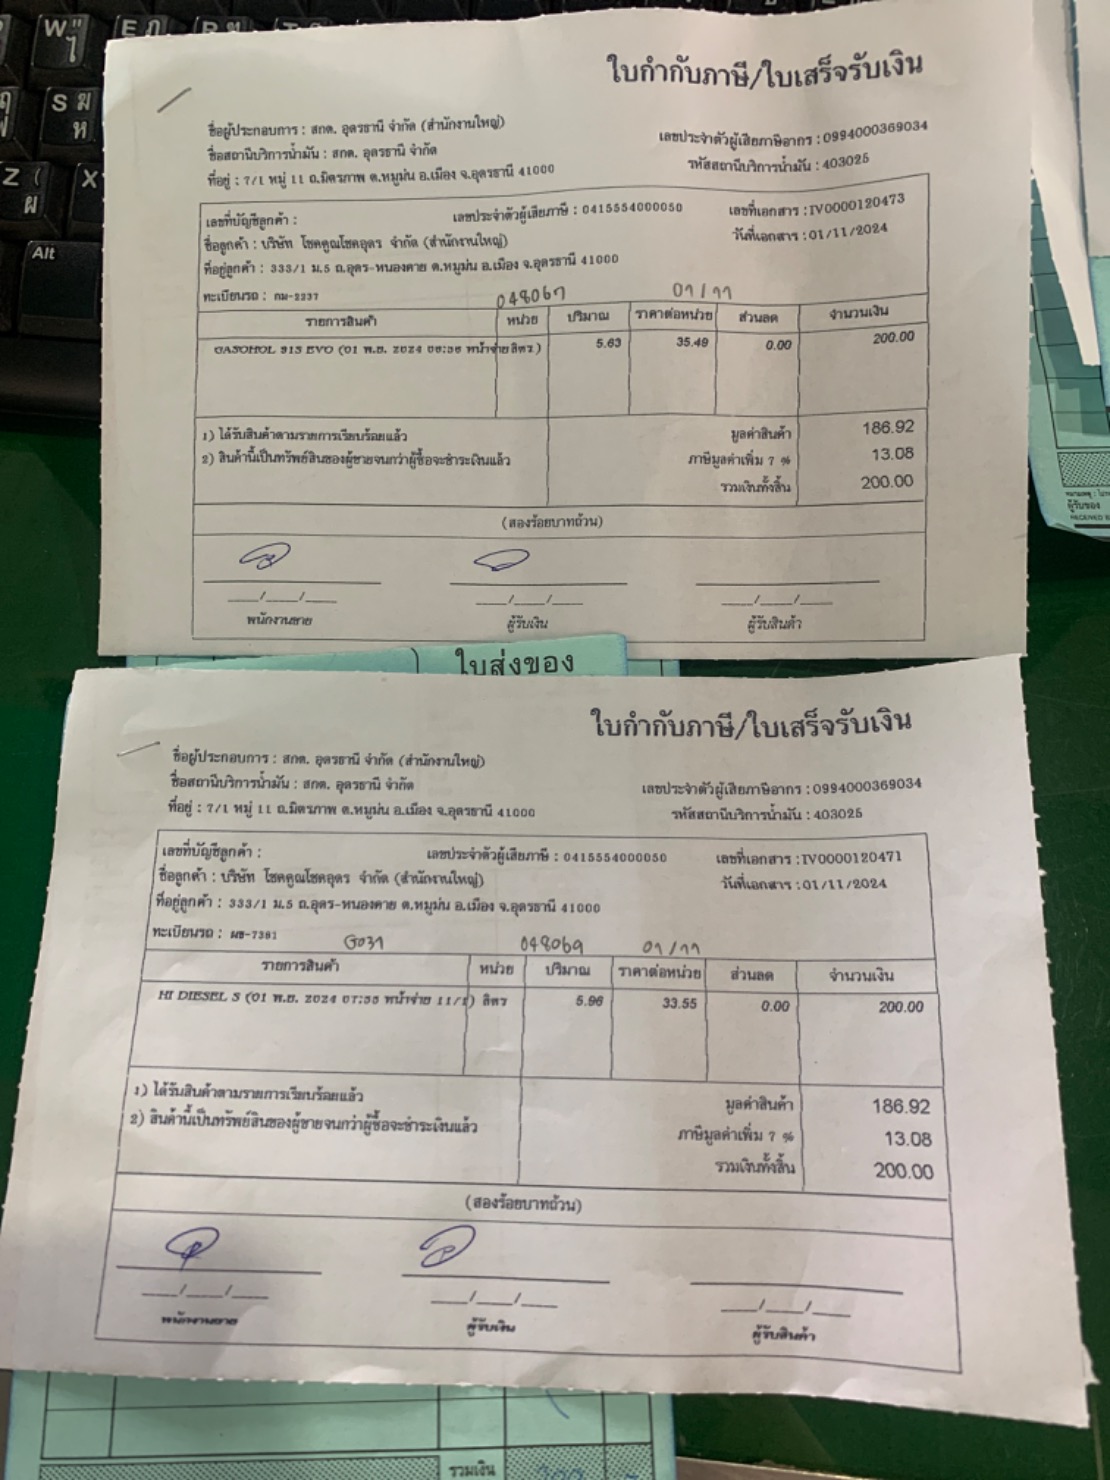 W "
ไ
E ฎ
R ฑ
S ฆ
ห
Z (
ผ
X
Alt
ใบกำกับภาษี/ใบเสร็จรับเงิน
ชื่อผู้ประกอบการ : สกต. อุดรธานี จำกัด (สำนักงานใหญ่)
เลขประจำตัวผู้เสียภาษีอากร : 0994000369034
ชื่อสถานีบริการน้ำมัน : สกต. อุดรธานี จำกัด
รหัสสถานีบริการน้ำมัน : 403025
ที่อยู่ : 7/1 หมู่ 11 ถ.มิตรภาพ ต.หมูม่น อ.เมือง จ.อุดรธานี 41000
เลขที่บัญชีลูกค้า : เลขประจำตัวผู้เสียภาษี : 0415554000050 เลขที่เอกสาร : IV0000120473
ชื่อลูกค้า : บริษัท โชคคูณโชคอุดร จำกัด (สำนักงานใหญ่) วันที่เอกสาร : 01/11/2024
ที่อยู่ลูกค้า : 333/1 ม.5 ถ.อุดร-หนองคาย ต.หมูม่น อ.เมือง จ.อุดรธานี 41000
ทะเบียนรถ : กม-2237 048067 01/11
รายการสินค้า หน่วย ปริมาณ ราคาต่อหน่วย ส่วนลด จำนวนเงิน
GASOHOL 91S EVO (01 พ.ย. 2024 หน้าจ่าย ลิตร ) 5.63 35.49 0.00 200.00
1) ได้รับสินค้าตามรายการเรียบร้อยแล้ว มูลค่าสินค้า 186.92
2) สินค้านี้เป็นทรัพย์สินของผู้ขายจนกว่าผู้ซื้อจะชำระเงินแล้ว ภาษีมูลค่าเพิ่ม 7 % 13.08
รวมเงินทั้งสิ้น 200.00
(สองร้อยบาทถ้วน)
___/___/___ ___/___/___ ___/___/___
พนักงานขาย ผู้รับเงิน ผู้รับสินค้า
ผู้รับของ
) ใบส่งของ
ใบกำกับภาษี/ใบเสร็จรับเงิน
ชื่อผู้ประกอบการ : สกต. อุดรธานี จำกัด (สำนักงานใหญ่)
เลขประจำตัวผู้เสียภาษีอากร : 0994000369034
ชื่อสถานีบริการน้ำมัน : สกต. อุดรธานี จำกัด
รหัสสถานีบริการน้ำมัน : 403025
ที่อยู่ : 7/1 หมู่ 11 ถ.มิตรภาพ ต.หมูม่น อ.เมือง จ.อุดรธานี 41000
เลขที่บัญชีลูกค้า : เลขประจำตัวผู้เสียภาษี : 0415554000050 เลขที่เอกสาร : IV0000120471
ชื่อลูกค้า : บริษัท โชคคูณโชคอุดร จำกัด (สำนักงานใหญ่) วันที่เอกสาร : 01/11/2024
ที่อยู่ลูกค้า : 333/1 ม.5 ถ.อุดร-หนองคาย ต.หมูม่น อ.เมือง จ.อุดรธานี 41000
ทะเบียนรถ : ผช-7381 G031 048069 01/11
รายการสินค้า หน่วย ปริมาณ ราคาต่อหน่วย ส่วนลด จำนวนเงิน
HI DIESEL S (01 พ.ย. 2024 หน้าจ่าย 11/1) ลิตร 5.96 33.55 0.00 200.00
1) ได้รับสินค้าตามรายการเรียบร้อยแล้ว มูลค่าสินค้า 186.92
2) สินค้านี้เป็นทรัพย์สินของผู้ขายจนกว่าผู้ซื้อจะชำระเงินแล้ว ภาษีมูลค่าเพิ่ม 7 % 13.08
รวมเงินทั้งสิ้น 200.00
(สองร้อยบาทถ้วน)
___/___/___ ___/___/___ ___/___/___
พนักงานขาย ผู้รับเงิน ผู้รับสินค้า
รวมเงิน 200 -